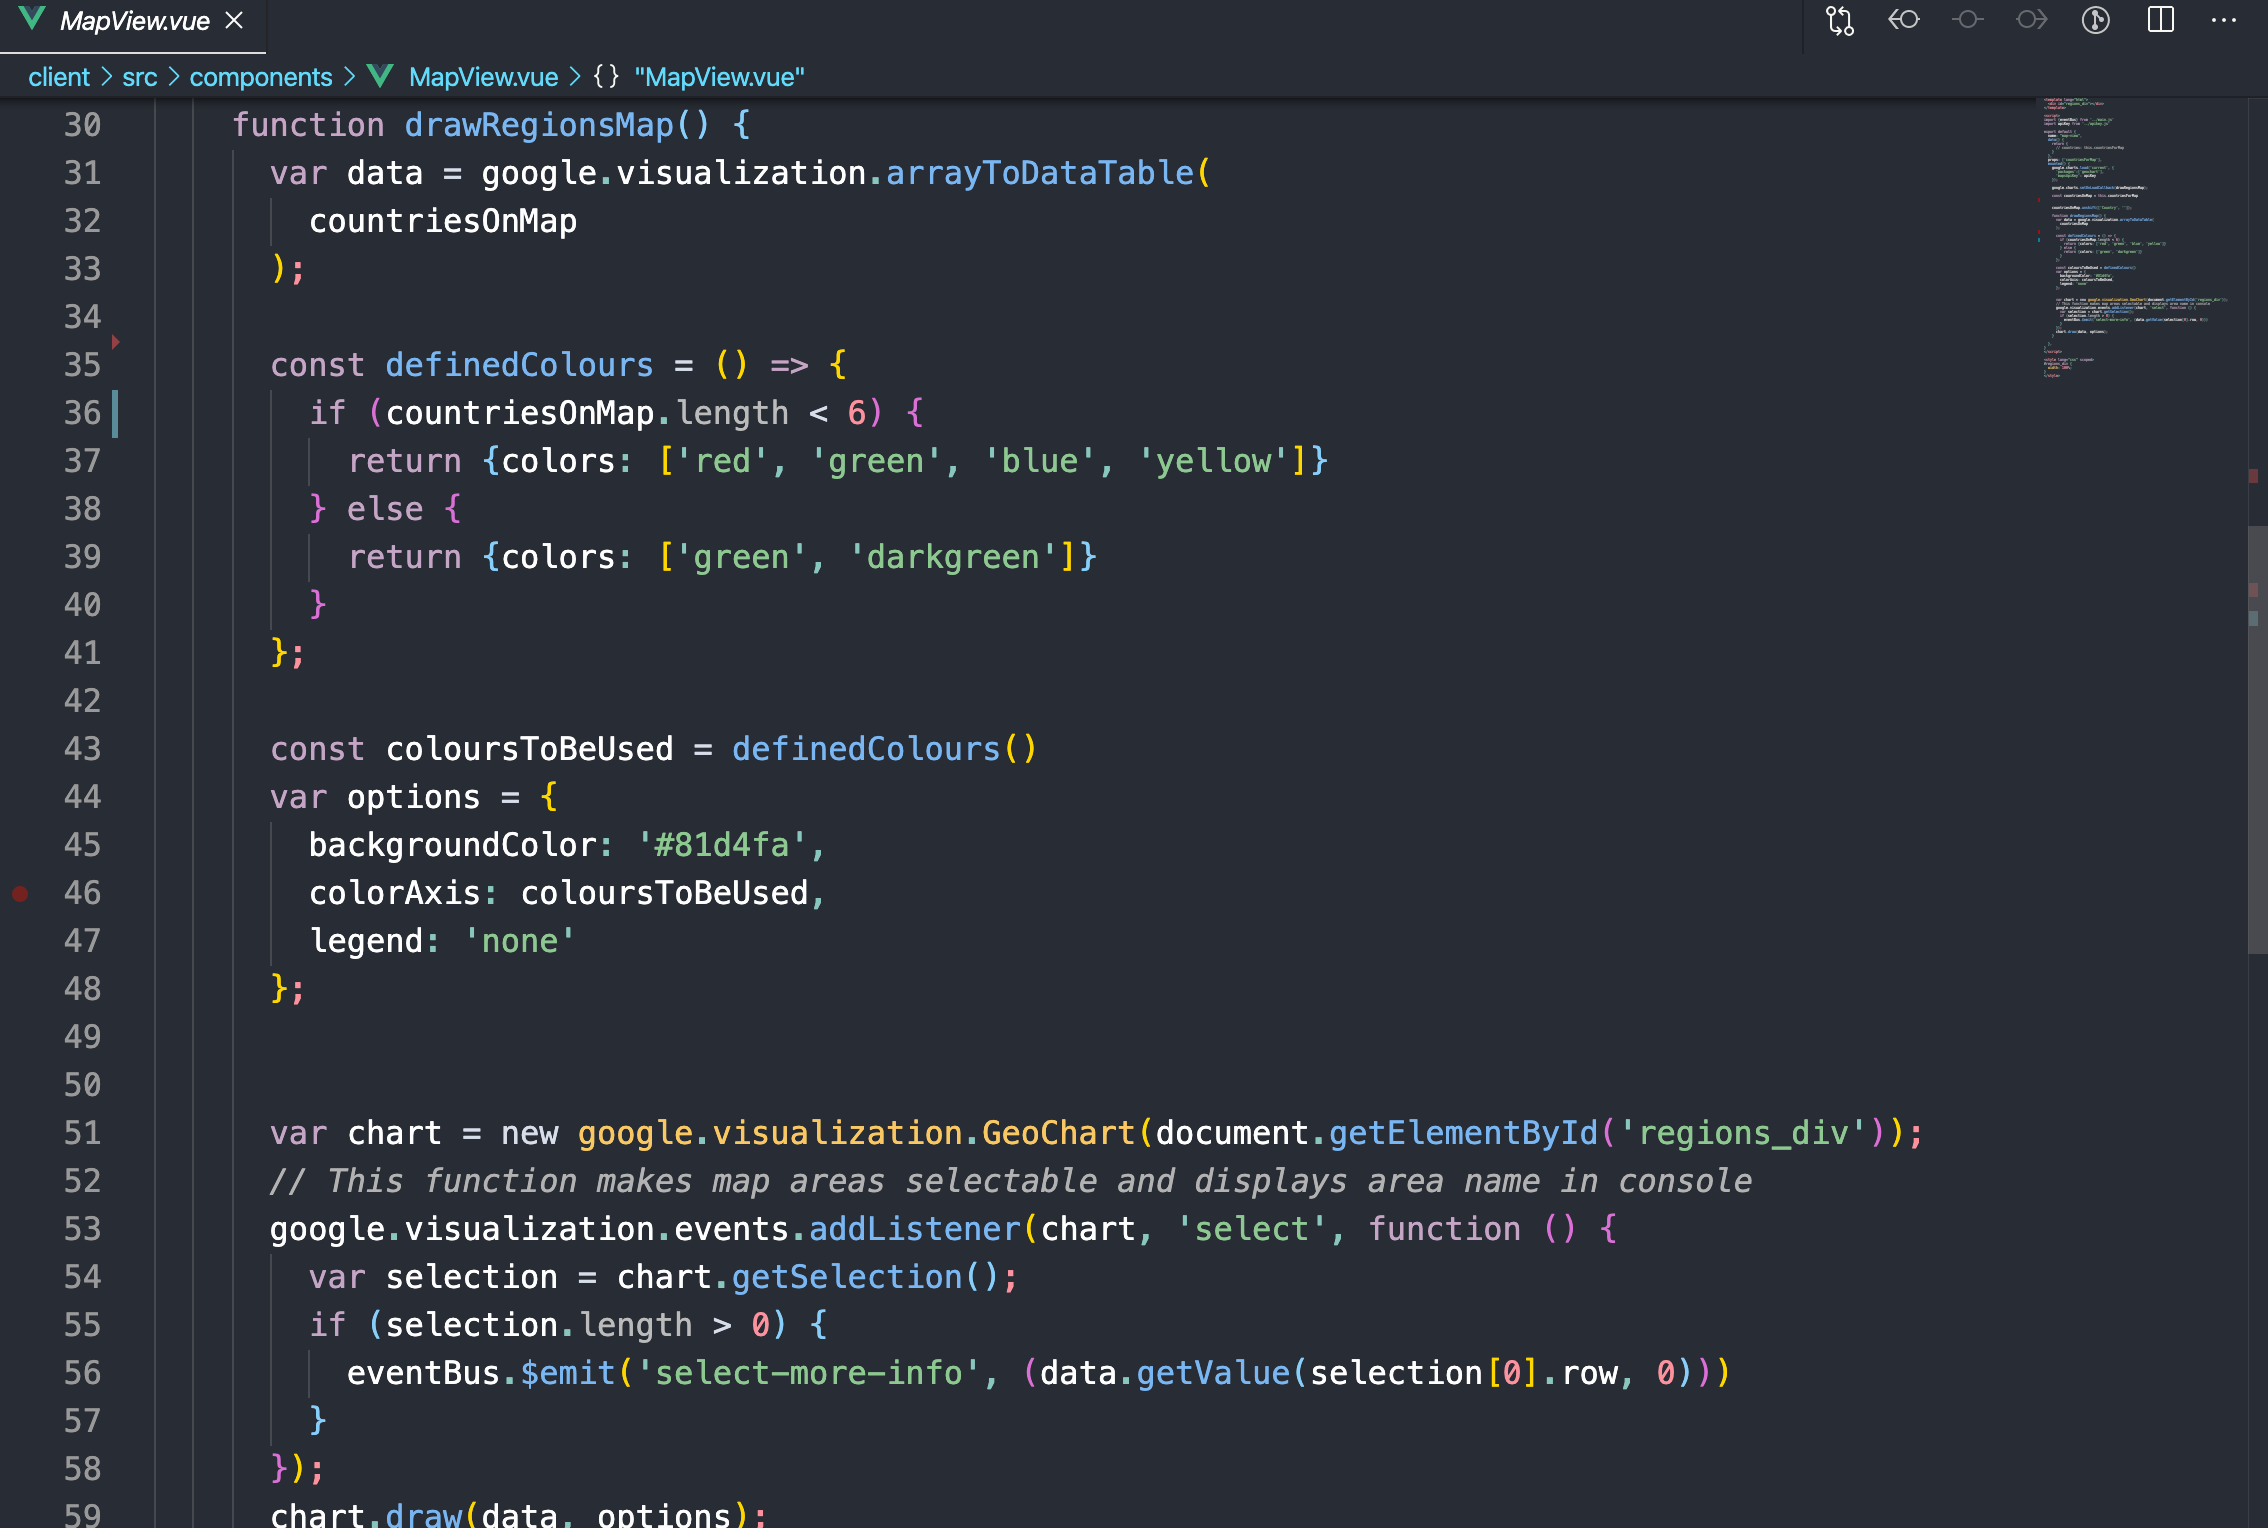 MapView.vue
client > src > components > MapView.vue > {} "MapView.vue"
30 function drawRegionsMap() {
31 var data = google.visualization.arrayToDataTable(
32 countriesOnMap
33 );
34
35 const definedColours = () => {
36 if (countriesOnMap.length < 6) {
37 return {colors: ['red', 'green', 'blue', 'yellow']}
38 } else {
39 return {colors: ['green', 'darkgreen']}
40 }
41 };
42
43 const coloursToBeUsed = definedColours()
44 var options = {
45 backgroundColor: '#81d4fa',
46 colorAxis: coloursToBeUsed,
47 legend: 'none'
48 };
49
50
51 var chart = new google.visualization.GeoChart(document.getElementById('regions_div'));
52 // This function makes map areas selectable and displays area name in console
53 google.visualization.events.addListener(chart, 'select', function () {
54 var selection = chart.getSelection();
55 if (selection.length > 0) {
56 eventBus.$emit('select-more-info', (data.getValue(selection[0].row, 0)))
57 }
58 });
59 chart.draw(data, options);